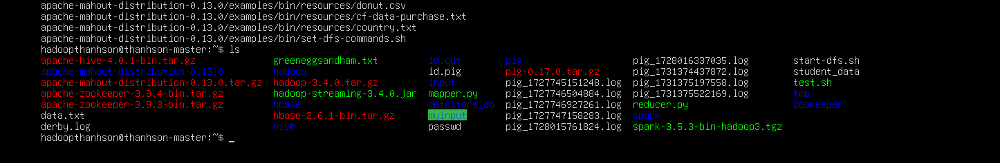 apache-mahout-distribution-0.13.0/examples/bin/resources/donut.csv
apache-mahout-distribution-0.13.0/examples/bin/resources/cf-data-purchase.txt
apache-mahout-distribution-0.13.0/examples/bin/resources/country.txt
apache-mahout-distribution-0.13.0/examples/bin/set-dfs-commands.sh
hadoopthanhson@thanhson-master:~$ ls
apache-hive-4.0.1-bin.tar.gz greeneggsandham.txt id.out pig pig_1728016337035.log start-dfs.sh
apache-mahout-distribution-0.13.0 hadoop id.pig pig-0.17.0.tar.gz pig_1731374437872.log student_data
apache-mahout-distribution-0.13.0.tar.gz hadoop-3.4.0.tar.gz input pig_1727745151248.log pig_1731375197558.log test.sh
apache-zookeeper-3.8.4-bin.tar.gz hadoop-streaming-3.4.0.jar mapper.py pig_1727746504884.log pig_1731375522169.log tmp
apache-zookeeper-3.9.3-bin.tar.gz hbase metastore_db pig_1727746927261.log reducer.py zookeeper
data.txt hbase-2.6.1-bin.tar.gz myinput pig_1727747158283.log spark
derby.log hive passwd pig_1728015761824.log spark-3.5.3-bin-hadoop3.tgz
hadoopthanhson@thanhson-master:~$ _